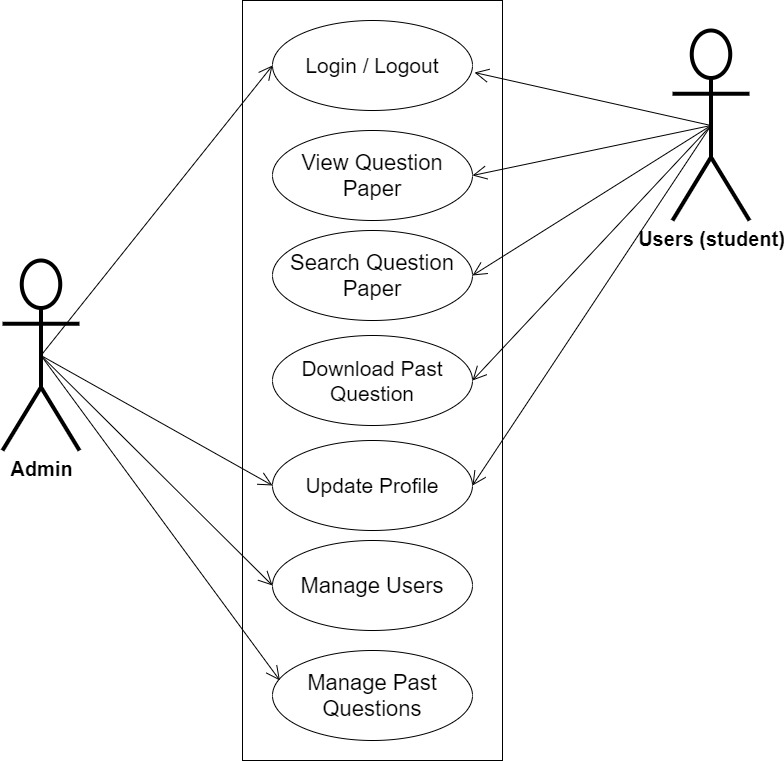 Login / Logout
View Question
Paper
Users (student)
Search Question
Paper
Download Past
Question
Admin
Update Profile
Manage Users
Manage Past
Questions